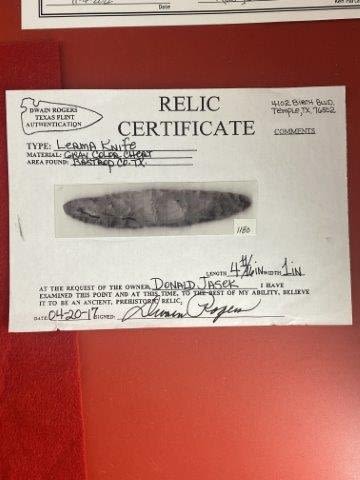 Date
DWAIN ROGERS
TEXAS FLINT
AUTHENTICATION
RELIC
CERTIFICATE
4102 BIRCH BLVD.
TEMPLE, TX 76502
COMMENTS
TYPE: LERMA KNIFE
MATERIAL: GRAY COLOR CHERT
AREA FOUND: BASTROP CO. TX.
1180
LENGTH 4 1/16 in WIDTH 1 in
AT THE REQUEST OF THE OWNER, DONALD JASEK I HAVE
EXAMINED THIS POINT AND AT THIS TIME, TO THE BEST OF MY ABILITY, BELIEVE
IT TO BE AN ANCIENT, PREHISTORIC RELIC,
DATE: 04-20-17 SIGNED: Dwain Rogers